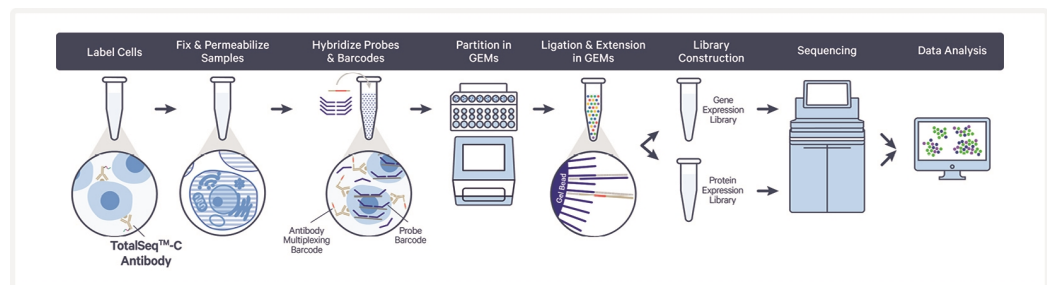 Label Cells
Fix & Permeabilize
Samples
Hybridize Probes
& Barcodes
Partition in
GEMs
Ligation & Extension
in GEMs
Library
Construction
Sequencing
Data Analysis
Gene
Expression
Library
Protein
Expression
Library
Gel Bead
Antibody
Multiplexing
Barcode
Probe
Barcode
TotalSeq™-C
Antibody